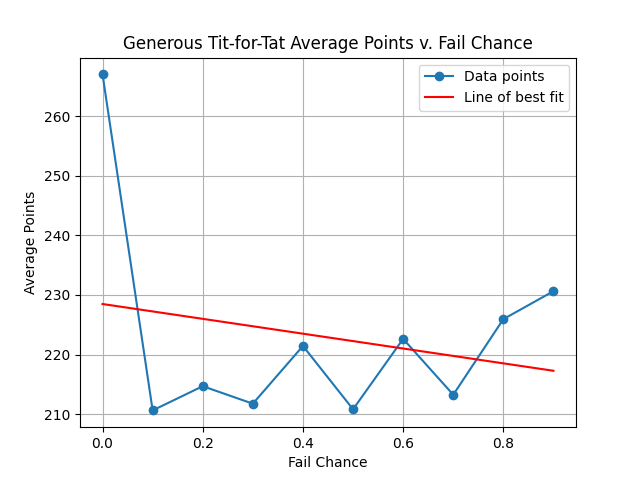 Generous Tit-for-Tat Average Points v. Fail Chance
Data points
Line of best fit
Average Points
260
250
240
230
220
210
0.0 0.2 0.4 0.6 0.8
Fail Chance